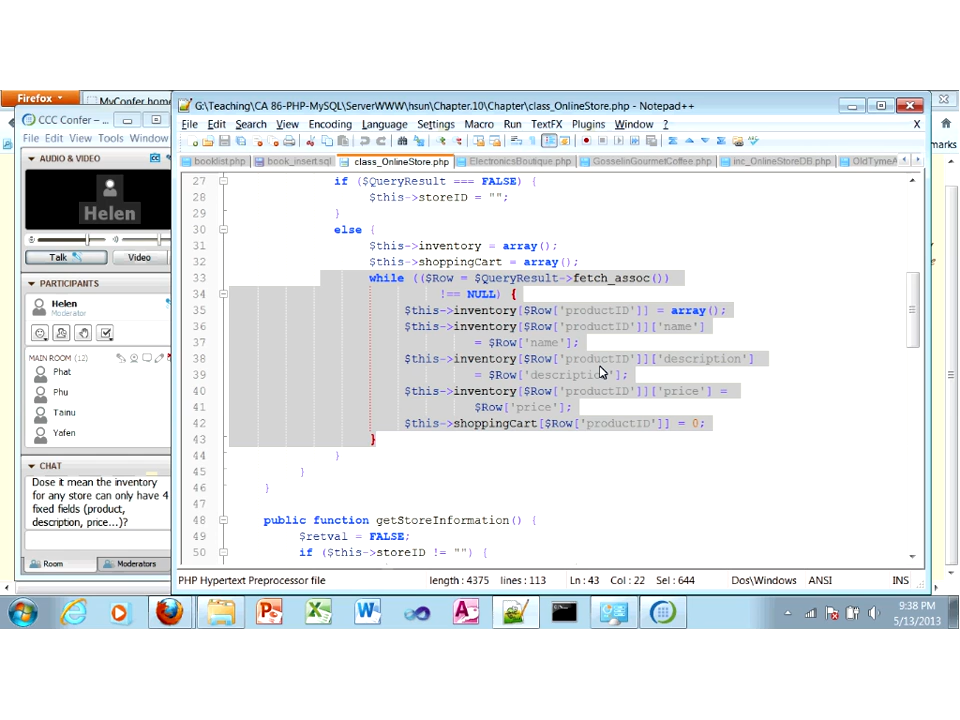 Firefox
MyConfer home
G:\Teaching\CA 86-PHP-MySQL\ServerWWW\hsun\Chapter.10\Chapter\class_OnlineStore.php - Notepad++
CCC Confer –
File Edit View Tools Window
File Edit Search View Encoding Language Settings Macro Run TextFX Plugins Window ?
X
marks
AUDIO & VIDEO
booklist.php
book_insert.sql
class_OnlineStore.php
ElectronicsBoutique.php
GosselinGourmetCoffee.php
inc_OnlineStoreDB.php
OldTymeA
Helen
Talk
Video
PARTICIPANTS
Helen
Moderator
MAIN ROOM (12)
Phat
Phu
Tainu
Yafen
CHAT
Dose it mean the inventory
for any store can only have 4
fixed fields (product,
description, price...)?
Room
Moderators
27 if ($QueryResult === FALSE) {
28 $this->storeID = "";
29 }
30 else {
31 $this->inventory = array();
32 $this->shoppingCart = array();
33 while (($Row = $QueryResult->fetch_assoc())
34 !== NULL) {
35 $this->inventory[$Row['productID']] = array();
36 $this->inventory[$Row['productID']]['name']
37 = $Row['name'];
38 $this->inventory[$Row['productID']]['description']
39 = $Row['description'];
40 $this->inventory[$Row['productID']]['price'] =
41 $Row['price'];
42 $this->shoppingCart[$Row['productID']] = 0;
43 }
44 }
45 }
46 }
47
48 public function getStoreInformation() {
49 $retval = FALSE;
50 if ($this->storeID != "") {
PHP Hypertext Preprocessor file
length : 4375 lines : 113
Ln : 43 Col : 22 Sel : 644
Dos\Windows
ANSI
INS
9:38 PM
5/13/2013